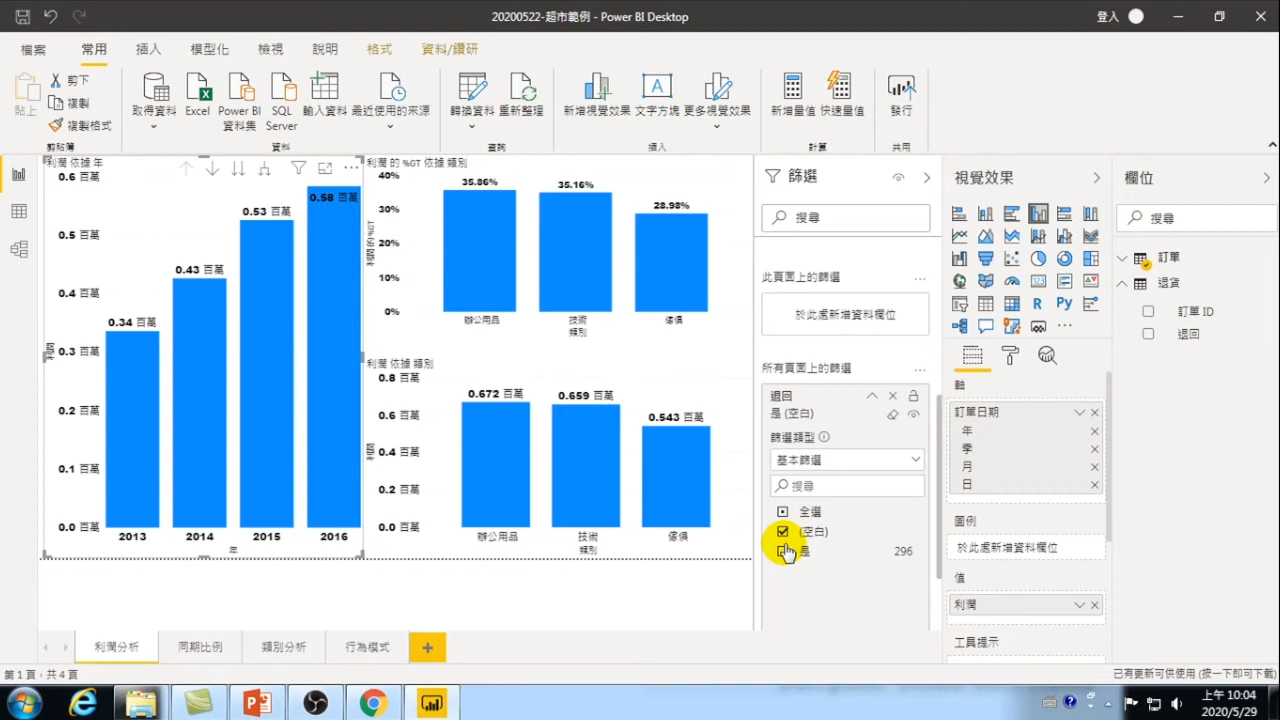 20200522-超市範例 - Power BI Desktop
登入
檔案 常用 插入 模型化 檢視 說明 格式 資料/鑽研
貼上
剪下
複製
複製格式
剪貼簿
取得資料 Excel Power BI 資料集 SQL Server 輸入資料 最近使用的來源
資料
轉換資料 重新整理
查詢
新增視覺效果 文字方塊 更多視覺效果
插入
新增量值 快速量值
計算
發行
共用
利潤 依據 年
0.6 百萬
0.5 百萬
0.4 百萬
0.3 百萬
0.2 百萬
0.1 百萬
0.0 百萬
利潤
0.34 百萬
0.43 百萬
0.53 百萬
0.58 百萬
2013 2014 2015 2016
年
利潤 的 %GT 依據 類別
40%
30%
20%
10%
0%
利潤 的 %GT
35.86% 35.16% 28.98%
辦公用品 技術 傢俱
類別
利潤 依據 類別
0.8 百萬
0.6 百萬
0.4 百萬
0.2 百萬
0.0 百萬
利潤
0.672 百萬 0.659 百萬 0.543 百萬
辦公用品 技術 傢俱
類別
篩選
搜尋
此頁面上的篩選
於此處新增資料欄位
所有頁面上的篩選
退回
是 (空白)
篩選類型
基本篩選
搜尋
全選
(空白)
是 296
視覺效果
R Py
軸
訂單日期
年
季
月
日
圖例
於此處新增資料欄位
值
利潤
工具提示
欄位
搜尋
訂單
退貨
訂單 ID
退回
利潤分析 同期比例 類別分析 行為模式
第 1 頁，共 4 頁
已有更新可供使用 (按一下即可下載)
上午 10:04
2020/5/29